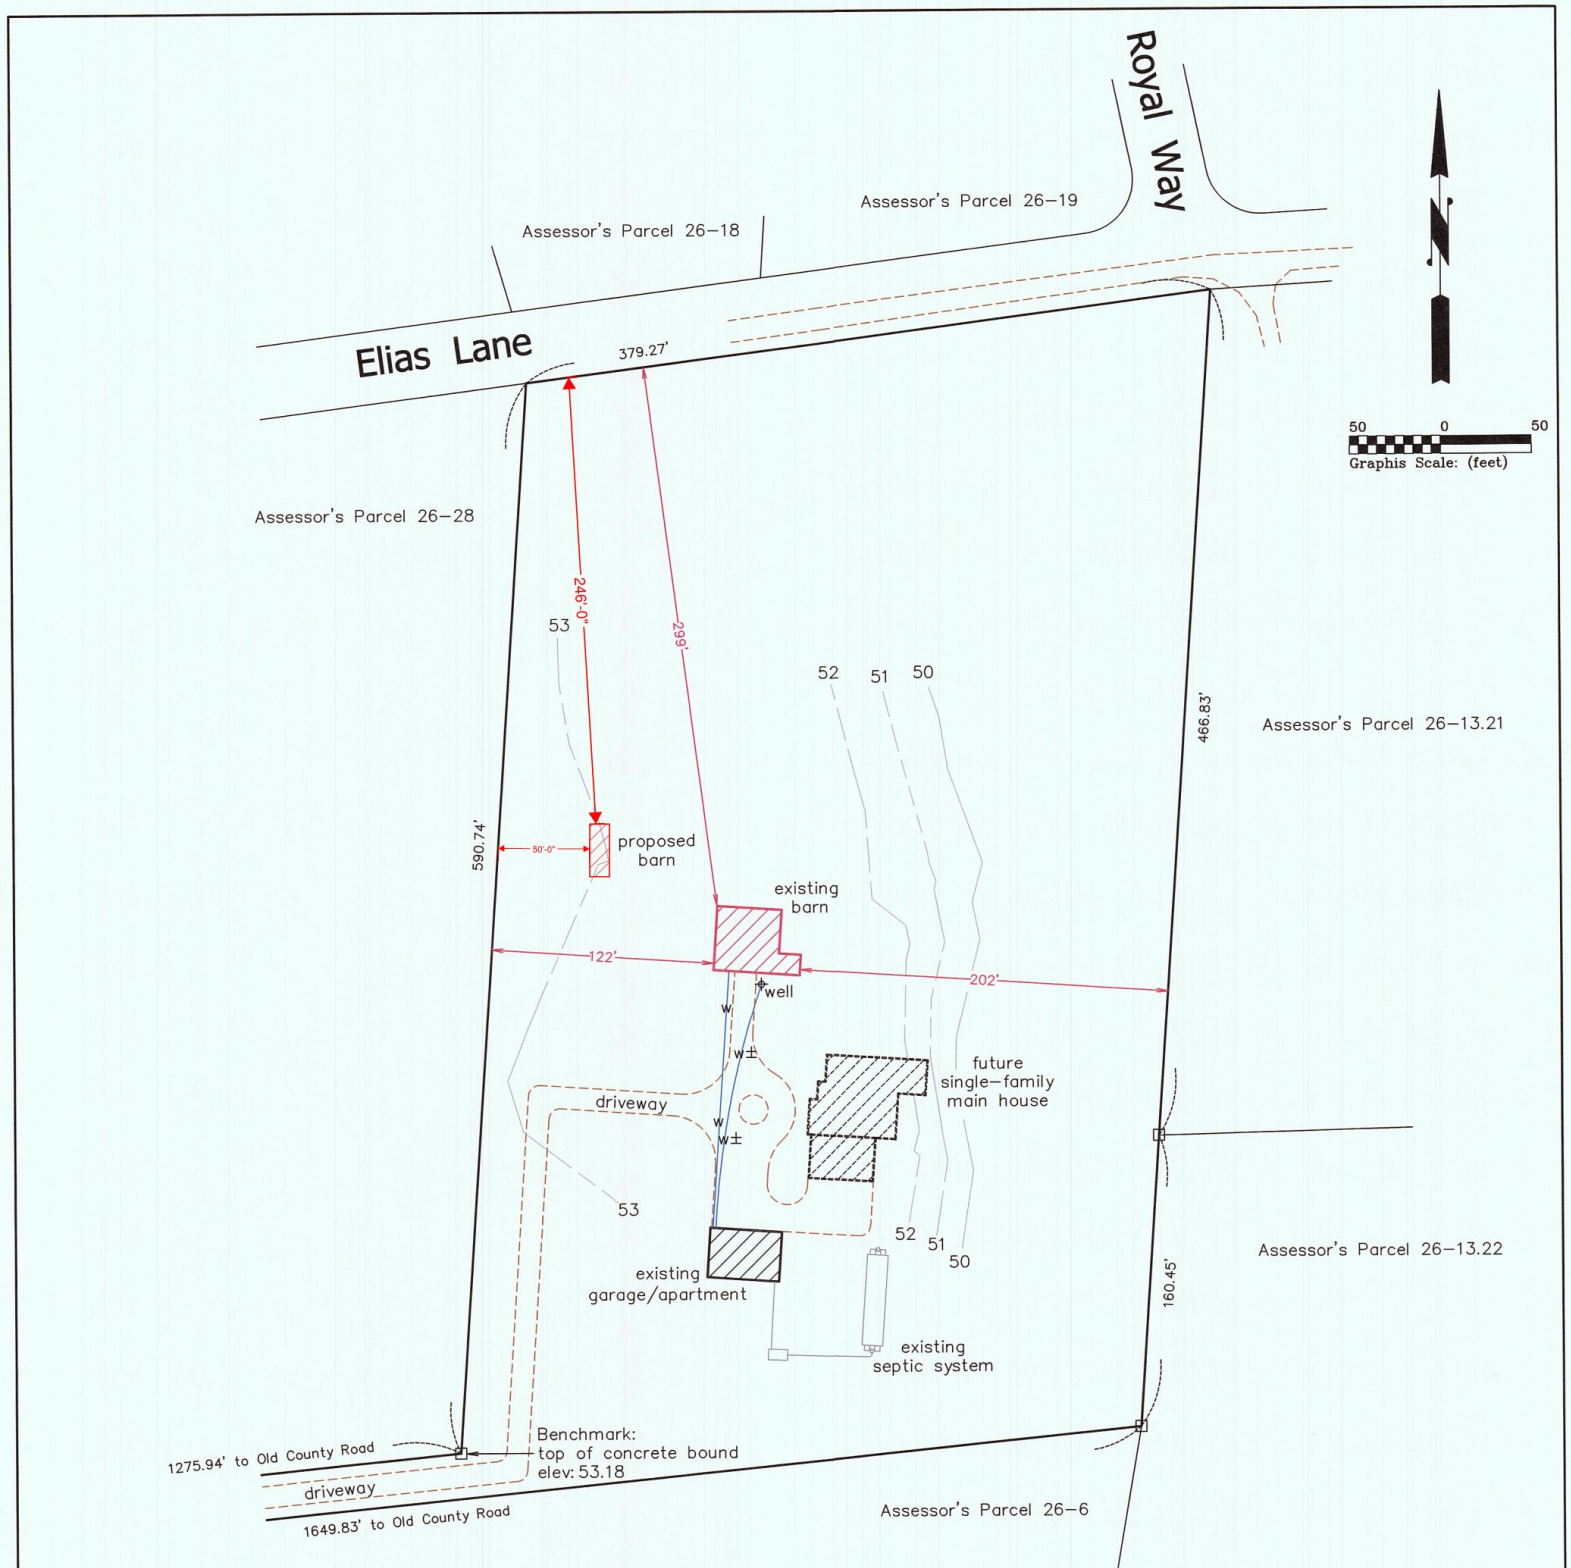 Royal Way
Assessor's Parcel 26-19
Assessor's Parcel 26-18
N
Elias Lane
379.27'
50 0 50
Graphis Scale: (feet)
Assessor's Parcel 26-28
246'-0"
53
299'
52 51 50
466.83'
Assessor's Parcel 26-13.21
590.74'
50'-0"
proposed
barn
existing
barn
122'
202'
well
w
w±
future
single-family
main house
driveway
w
w±
53
52 51 50
Assessor's Parcel 26-13.22
existing
garage/apartment
160.45'
existing
septic system
Benchmark:
top of concrete bound
elev: 53.18
1275.94' to Old County Road
driveway
1649.83' to Old County Road
Assessor's Parcel 26-6